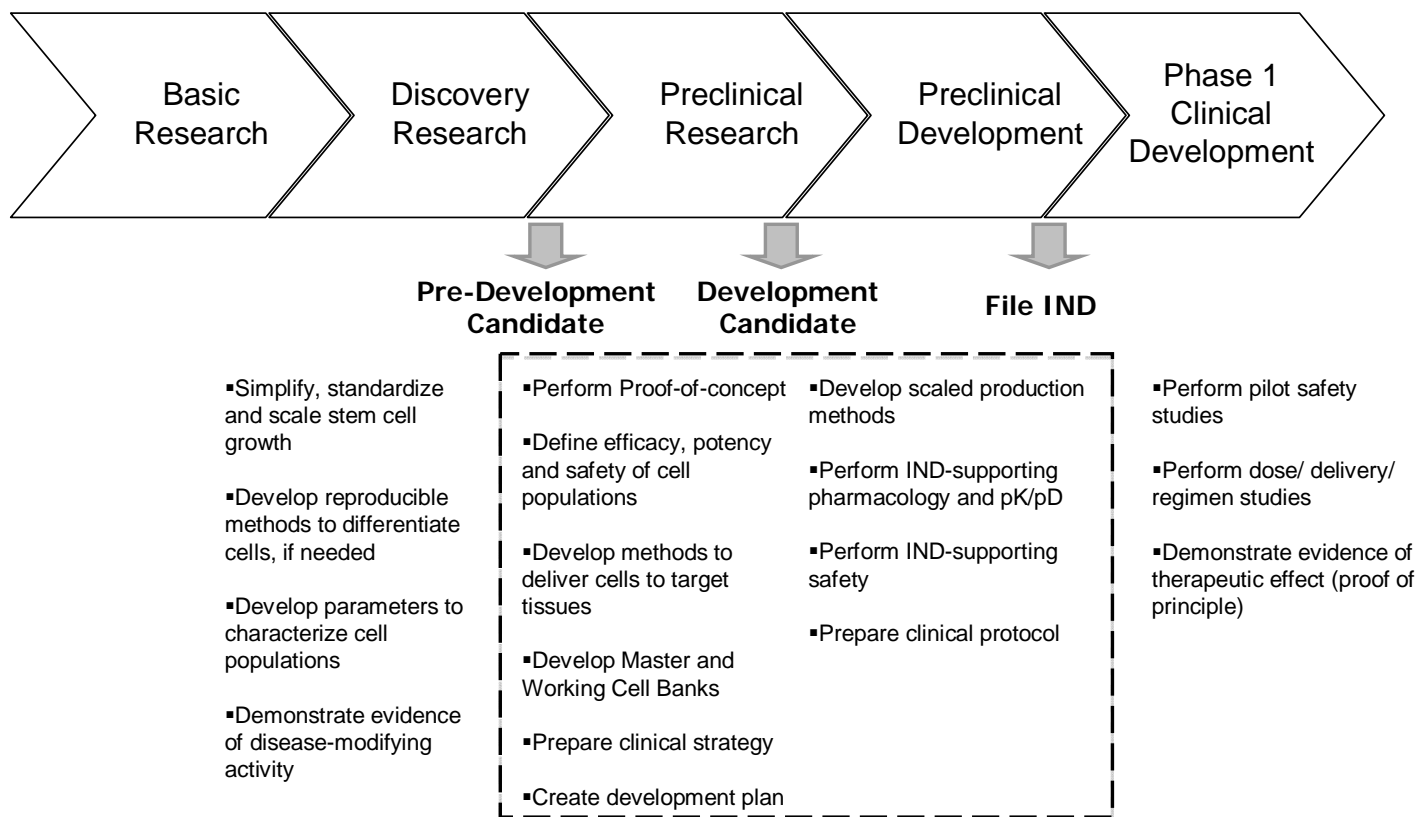 Basic
Research
Discovery
Research
Preclinical
Research
Preclinical
Development
Phase 1
Clinical
Development
Pre-Development
Candidate
Development
Candidate
File IND
▪Simplify, standardize
and scale stem cell
growth
▪Develop reproducible
methods to differentiate
cells, if needed
▪Develop parameters to
characterize cell
populations
▪Demonstrate evidence
of disease-modifying
activity
▪Perform Proof-of-concept
▪Define efficacy, potency
and safety of cell
populations
▪Develop methods to
deliver cells to target
tissues
▪Develop Master and
Working Cell Banks
▪Prepare clinical strategy
▪Create development plan
▪Develop scaled production
methods
▪Perform IND-supporting
pharmacology and pK/pD
▪Perform IND-supporting
safety
▪Prepare clinical protocol
▪Perform pilot safety
studies
▪Perform dose/ delivery/
regimen studies
▪Demonstrate evidence of
therapeutic effect (proof of
principle)